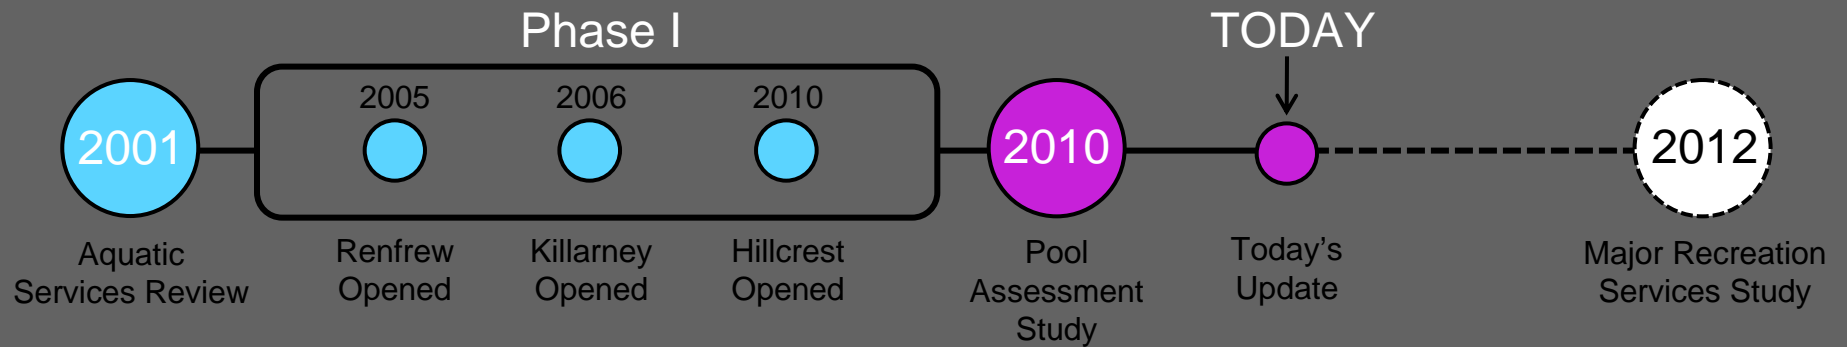 Phase I
TODAY
2005
2006
2010
2001
2010
2012
Aquatic
Services Review
Renfrew
Opened
Killarney
Opened
Hillcrest
Opened
Pool
Assessment
Study
Today’s
Update
Major Recreation
Services Study